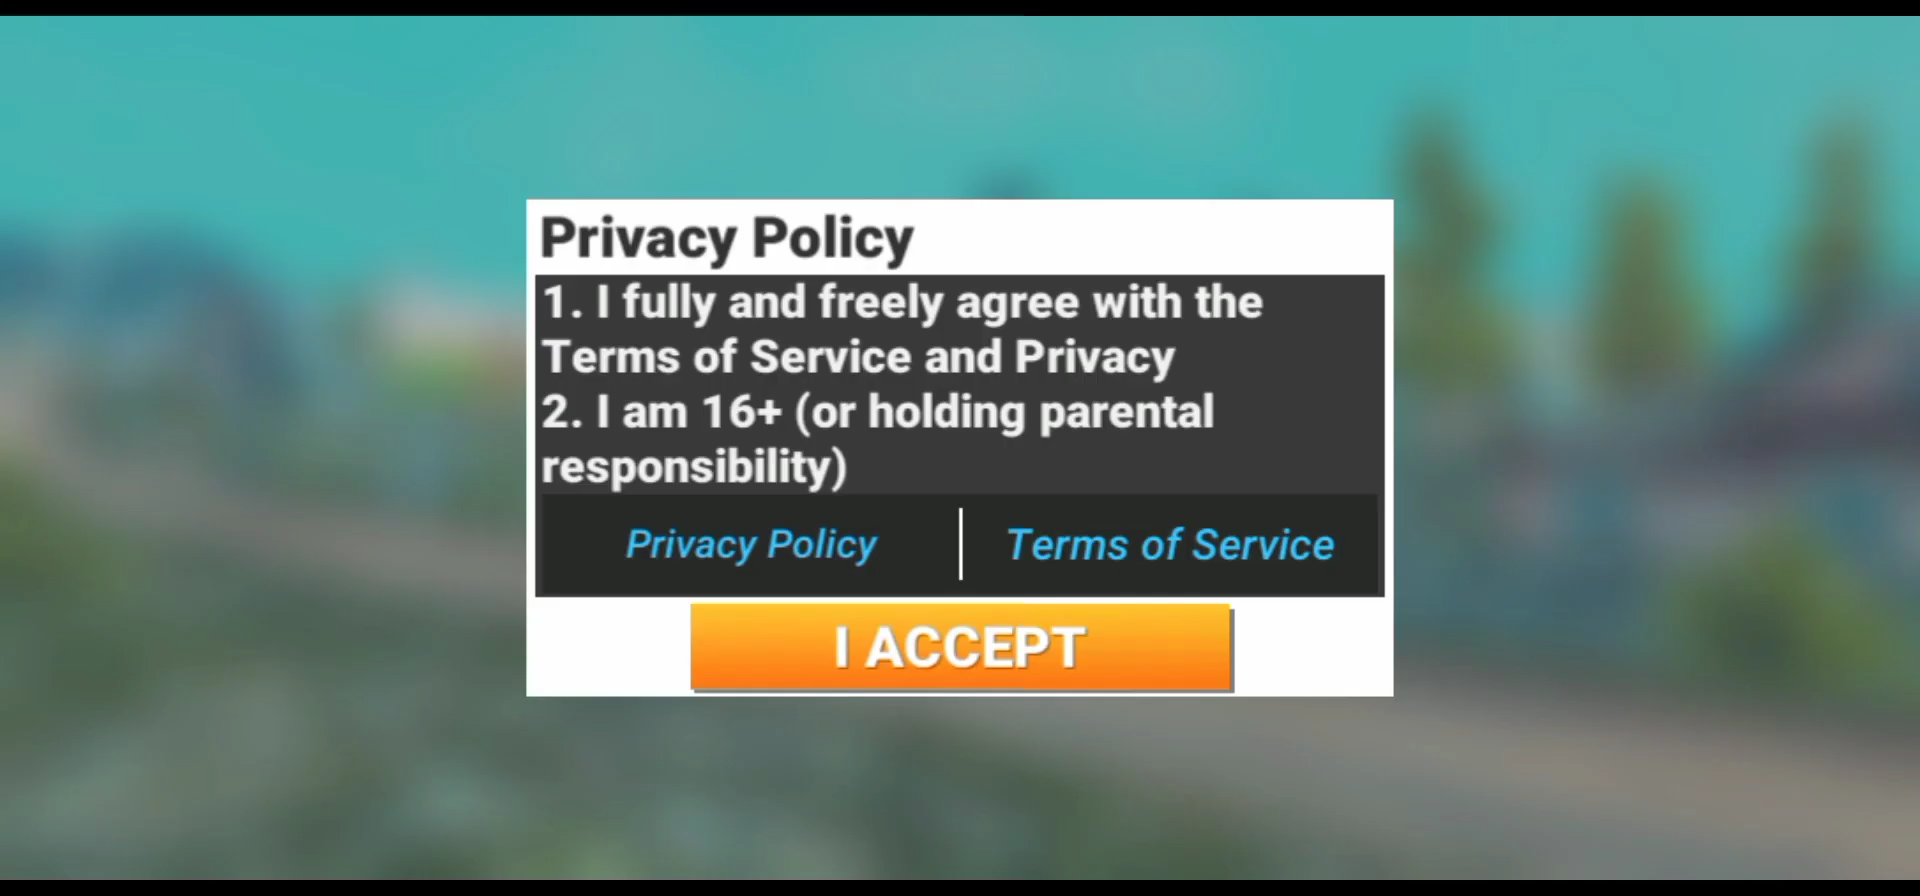 Privacy Policy
1. I fully and freely agree with the
Terms of Service and Privacy
2. I am 16+ (or holding parental
responsibility)
Privacy Policy
Terms of Service
I ACCEPT